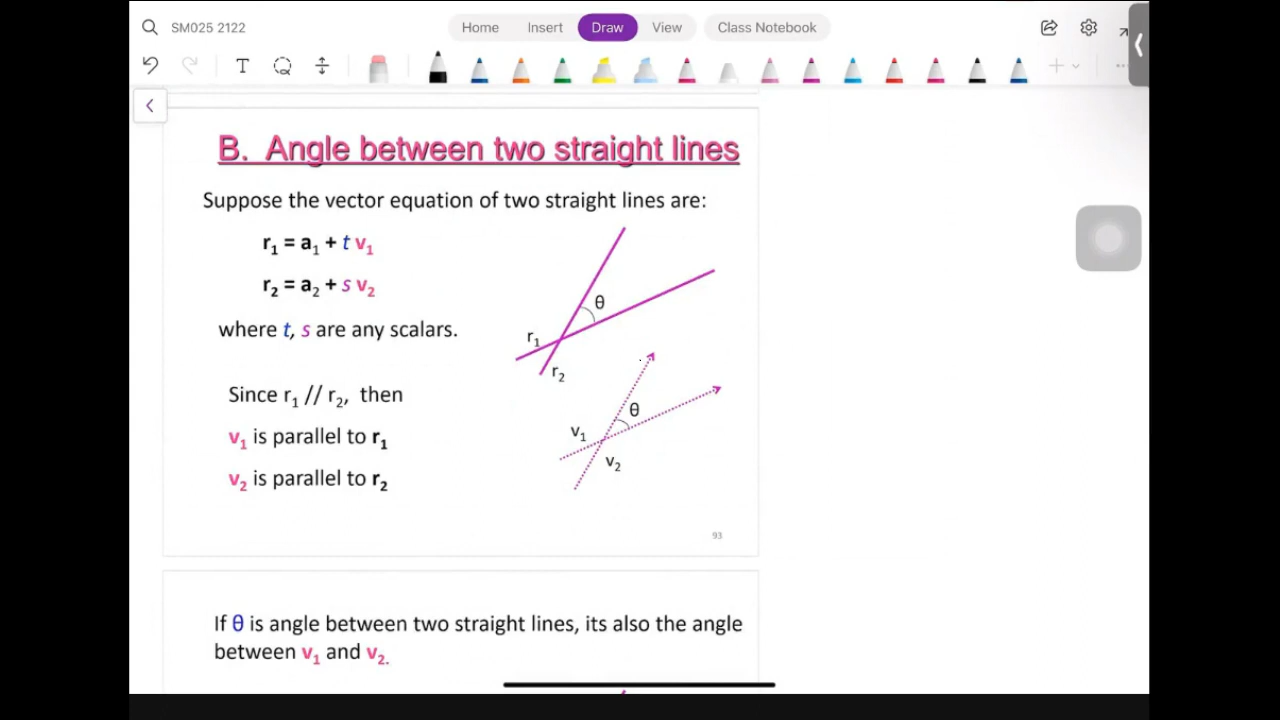 SM025 2122
Home Insert Draw View Class Notebook
T
B. Angle between two straight lines
Suppose the vector equation of two straight lines are:
r₁ = a₁ + t v₁
r₂ = a₂ + s v₂
where t, s are any scalars.
θ
r₁
r₂
Since r₁ // r₂, then
v₁ is parallel to r₁
v₂ is parallel to r₂
θ
v₁
v₂
93
If θ is angle between two straight lines, its also the angle
between v₁ and v₂.